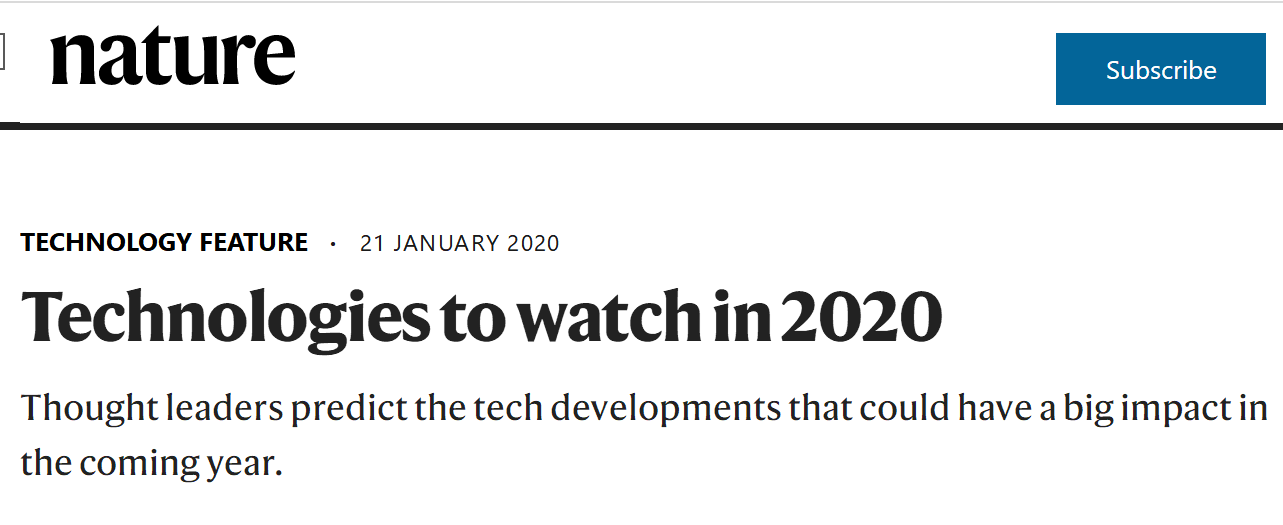 nature
Subscribe
TECHNOLOGY FEATURE · 21 JANUARY 2020
Technologies to watch in 2020
Thought leaders predict the tech developments that could have a big impact in
the coming year.